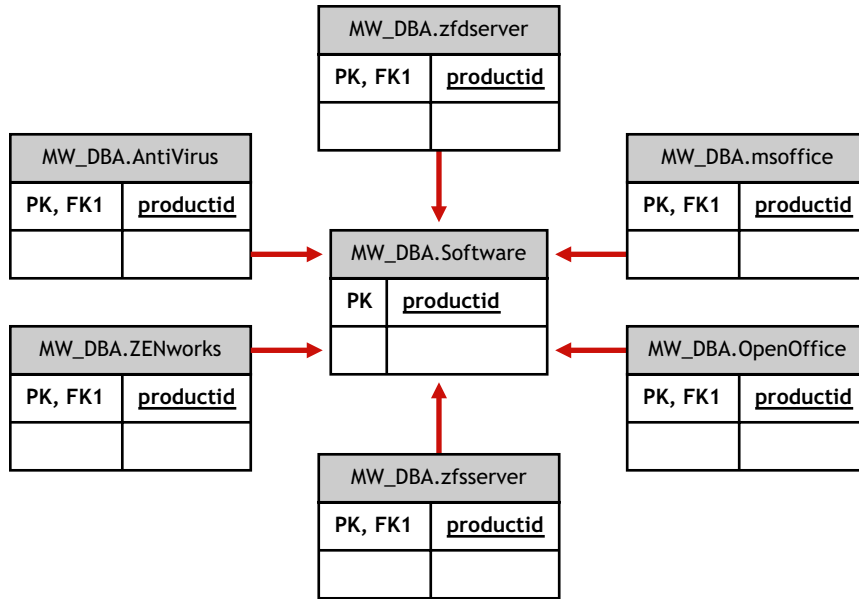 MW_DBA.zfdserver
PK, FK1 productid
MW_DBA.AntiVirus
PK, FK1 productid
MW_DBA.msoffice
PK, FK1 productid
MW_DBA.Software
PK productid
MW_DBA.ZENworks
PK, FK1 productid
MW_DBA.OpenOffice
PK, FK1 productid
MW_DBA.zfsserver
PK, FK1 productid